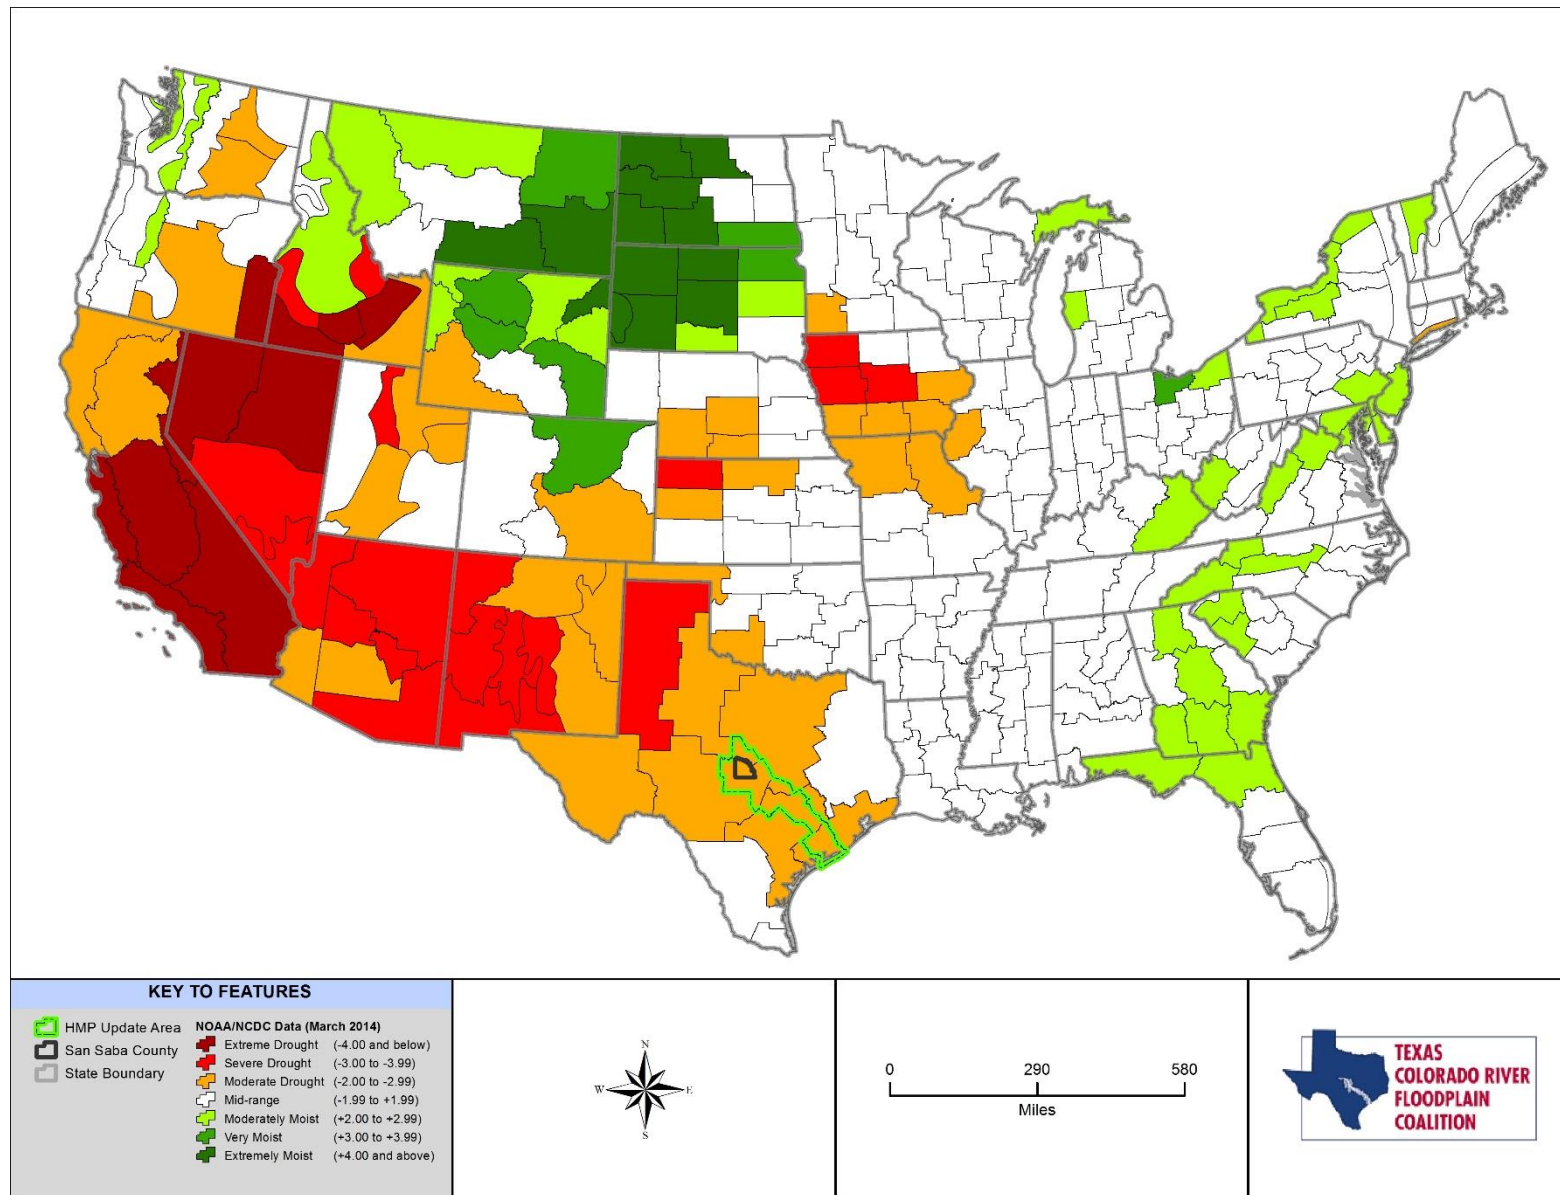 KEY TO FEATURES
HMP Update Area
San Saba County
State Boundary
NOAA/NCDC Data (March 2014)
Extreme Drought (-4.00 and below)
Severe Drought (-3.00 to -3.99)
Moderate Drought (-2.00 to -2.99)
Mid-range (-1.99 to +1.99)
Moderately Moist (+2.00 to +2.99)
Very Moist (+3.00 to +3.99)
Extremely Moist (+4.00 and above)
N
W
E
S
0 290 580
Miles
TEXAS
COLORADO RIVER
FLOODPLAIN
COALITION